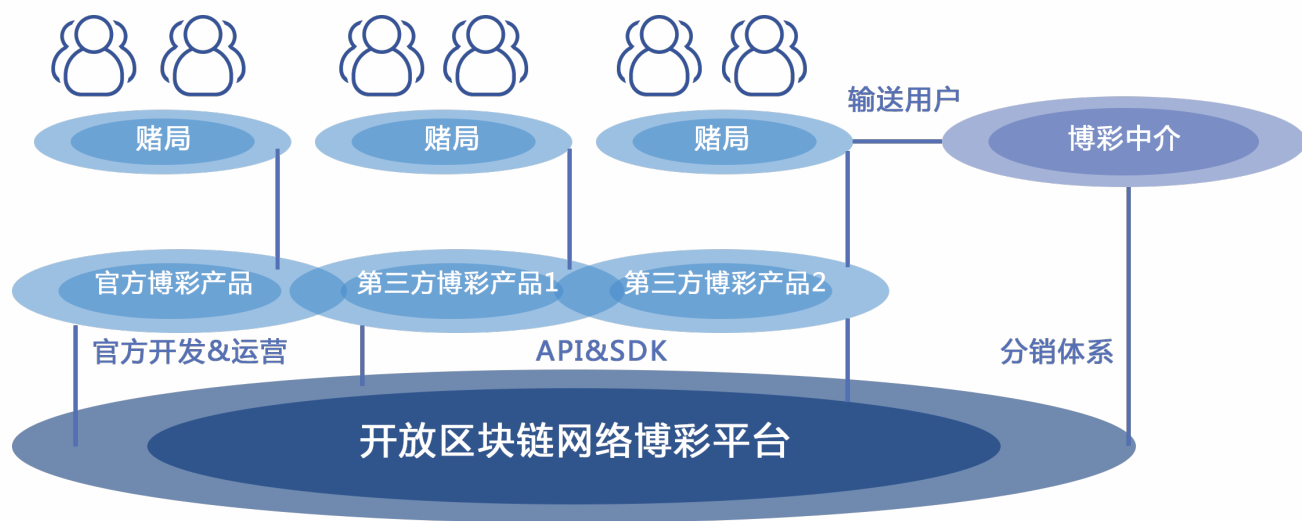 输送用户
赌局
赌局
赌局
博彩中介
官方博彩产品
第三方博彩产品1
第三方博彩产品2
官方开发&运营
API&SDK
分销体系
开放区块链网络博彩平台